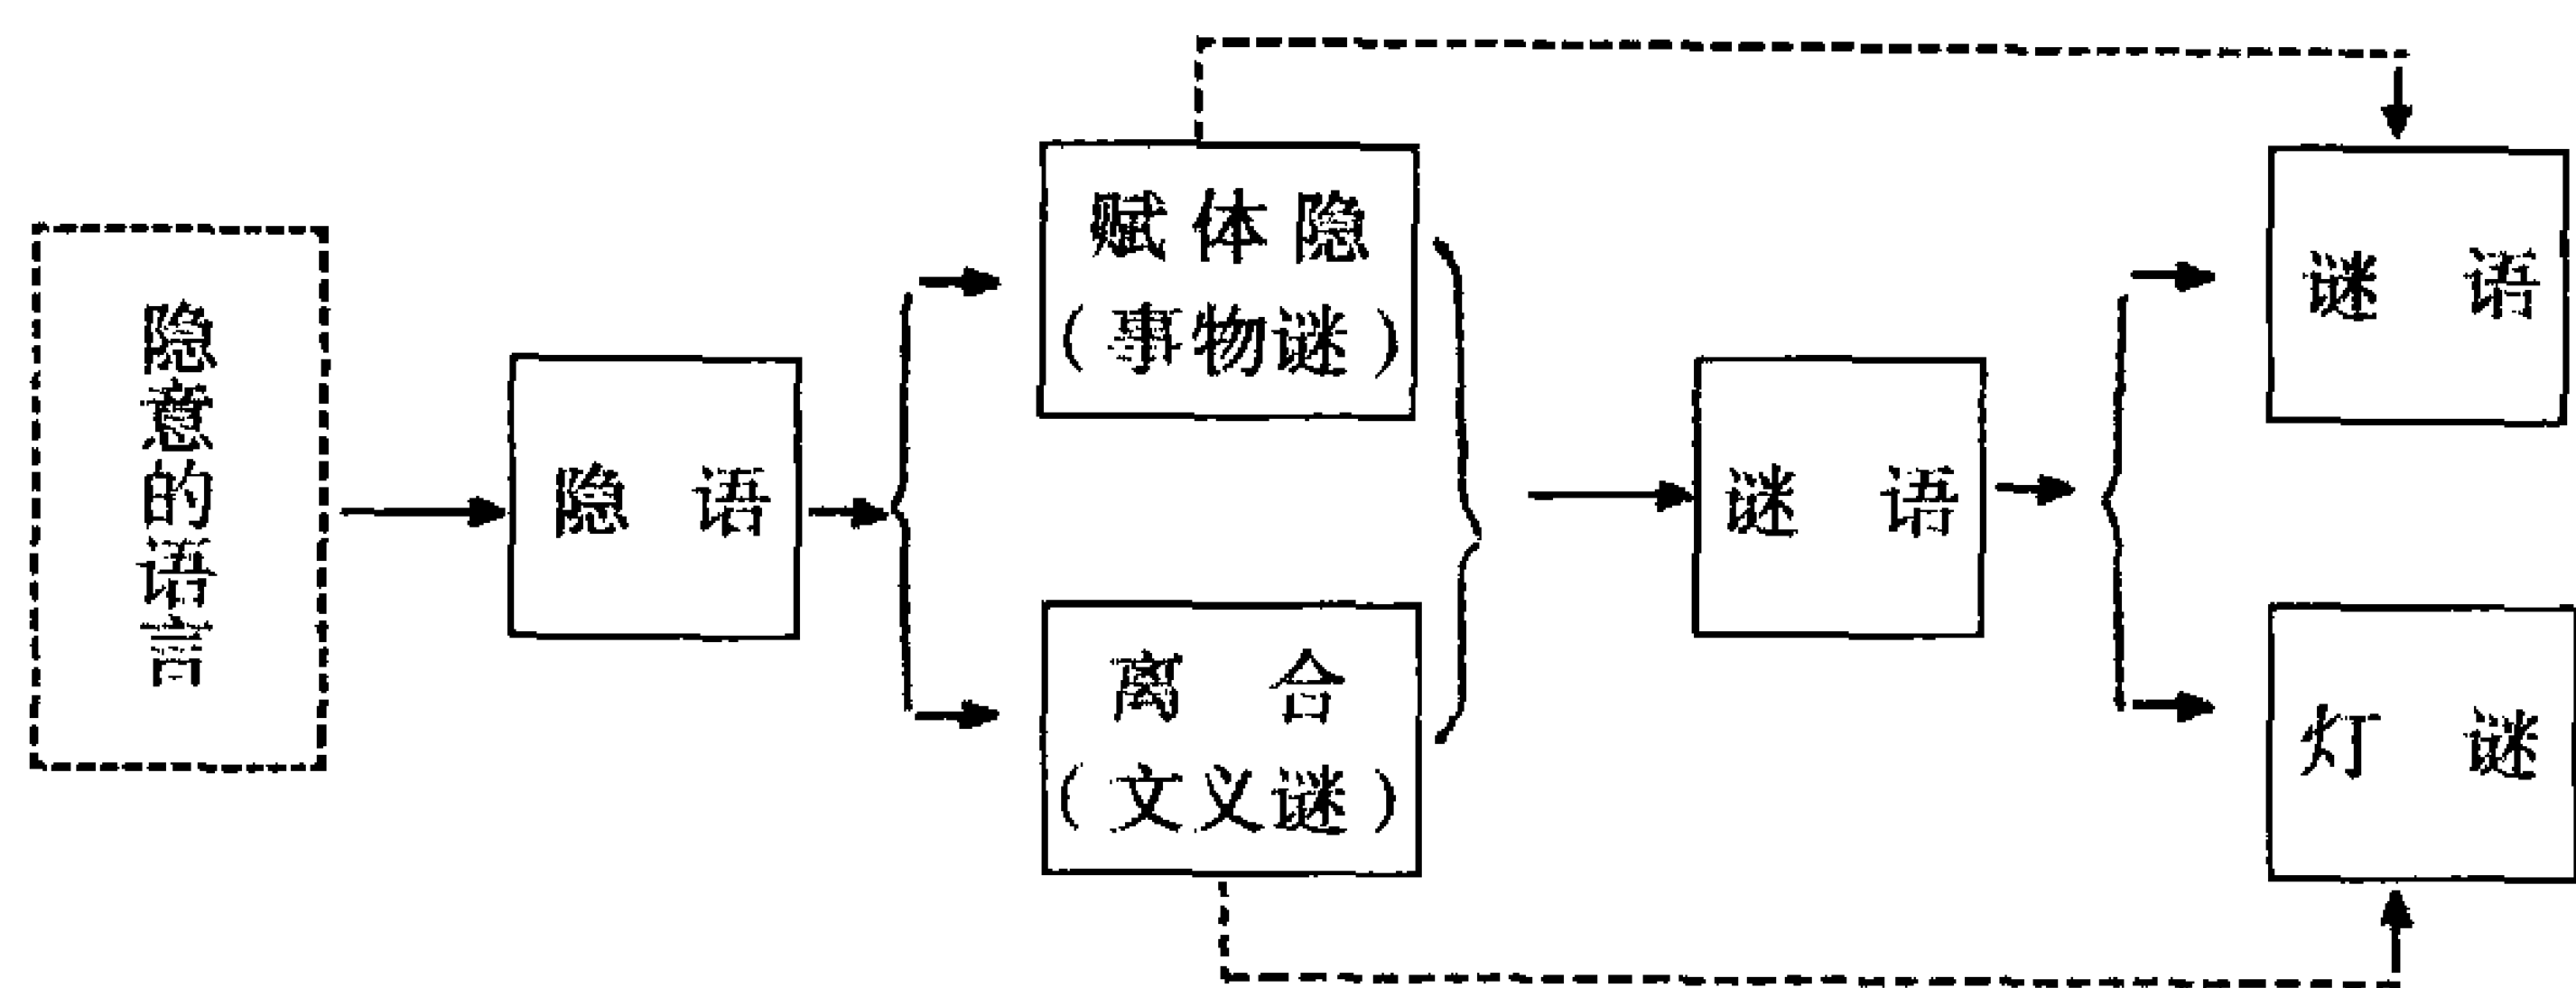 隐意的语言
隐 语
赋体隐
（事物谜）
离 合
（文义谜）
谜 语
谜 语
灯 谜